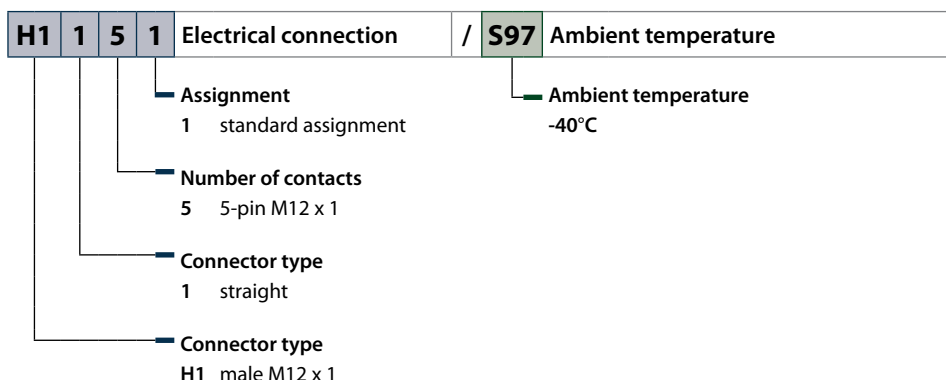 H1 1 5 1 Electrical connection / S97 Ambient temperature
Assignment
1 standard assignment
Number of contacts
5 5-pin M12 x 1
Connector type
1 straight
Connector type
H1 male M12 x 1
Ambient temperature
-40°C